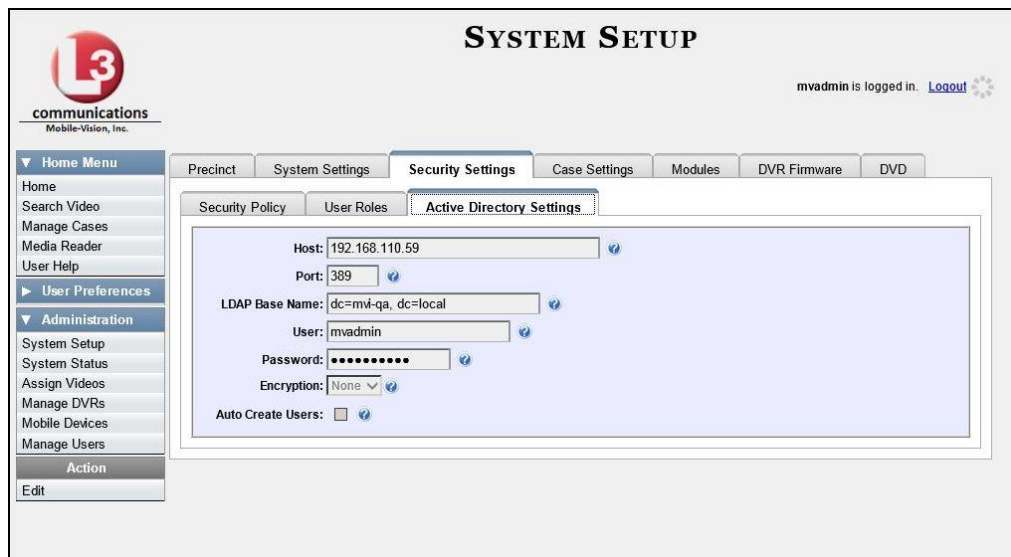 SYSTEM SETUP
L3
communications
Mobile-Vision, Inc.
mvadmin is logged in. Logout
▼ Home Menu
Home
Search Video
Manage Cases
Media Reader
User Help
▶ User Preferences
▼ Administration
System Setup
System Status
Assign Videos
Manage DVRs
Mobile Devices
Manage Users
Action
Edit
Precinct System Settings Security Settings Case Settings Modules DVR Firmware DVD
Security Policy User Roles Active Directory Settings
Host: 192.168.110.59 ?
Port: 389 ?
LDAP Base Name: dc=mvi-qa, dc=local ?
User: mvadmin ?
Password: ●●●●●●●●●● ?
Encryption: None ?
Auto Create Users: ?